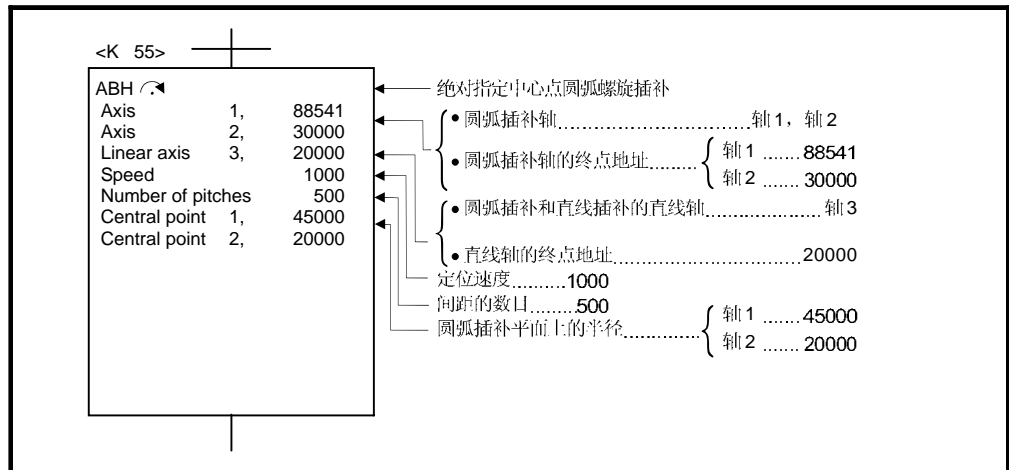 <K 55>
ABH
Axis 1, 88541
Axis 2, 30000
Linear axis 3, 20000
Speed 1000
Number of pitches 500
Central point 1, 45000
Central point 2, 20000
绝对指定中心点圆弧螺旋插补
• 圆弧插补轴..............................轴1，轴2
• 圆弧插补轴的终点地址.........
轴1 ......88541
轴2 ......30000
• 圆弧插补和直线插补的直线轴..................轴3
• 直线轴的终点地址..............................20000
定位速度.........1000
间距的数目........500
圆弧插补平面上的半径...............
轴1 ......45000
轴2 ......20000